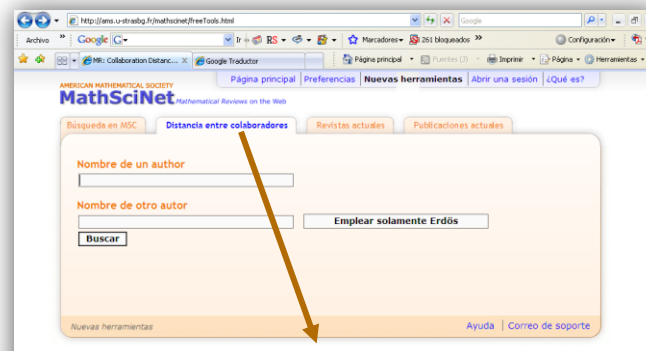 http://ams.u-strasbg.fr/mathscinet/freeTools.html Google
Archivo » Google G Ir RS Marcadores 261 bloqueados » Configuración
MR: Collaboration Distanc... X Google Traductor Página principal Fuentes (J) Imprimir Página Herramientas
AMERICAN MATHEMATICAL SOCIETY
MathSciNet Mathematical Reviews on the Web
Página principal | Preferencias | Nuevas herramientas | Abrir una sesión | ¿Qué es?
Búsqueda en MSC Distancia entre colaboradores Revistas actuales Publicaciones actuales
Nombre de un author
Nombre de otro autor
Emplear solamente Erdös
Buscar
Nuevas herramientas Ayuda | Correo de soporte